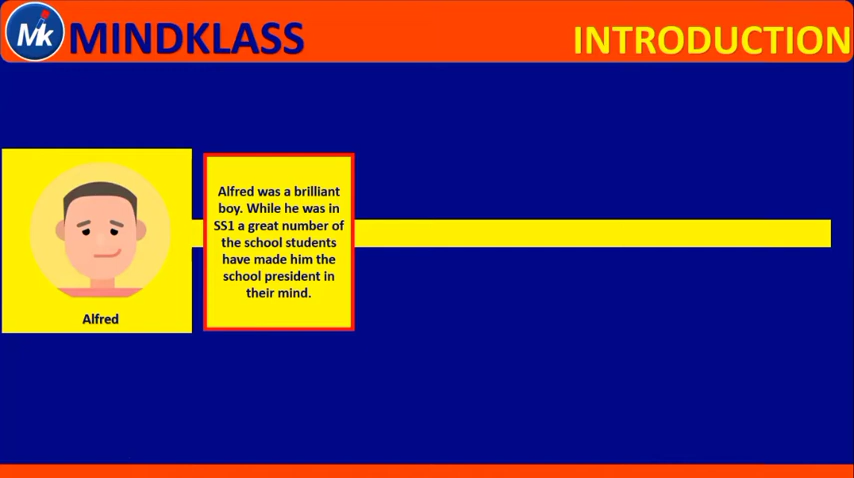 Mk MINDKLASS
INTRODUCTION
Alfred was a brilliant
boy. While he was in
SS1 a great number of
the school students
have made him the
school president in
their mind.
Alfred